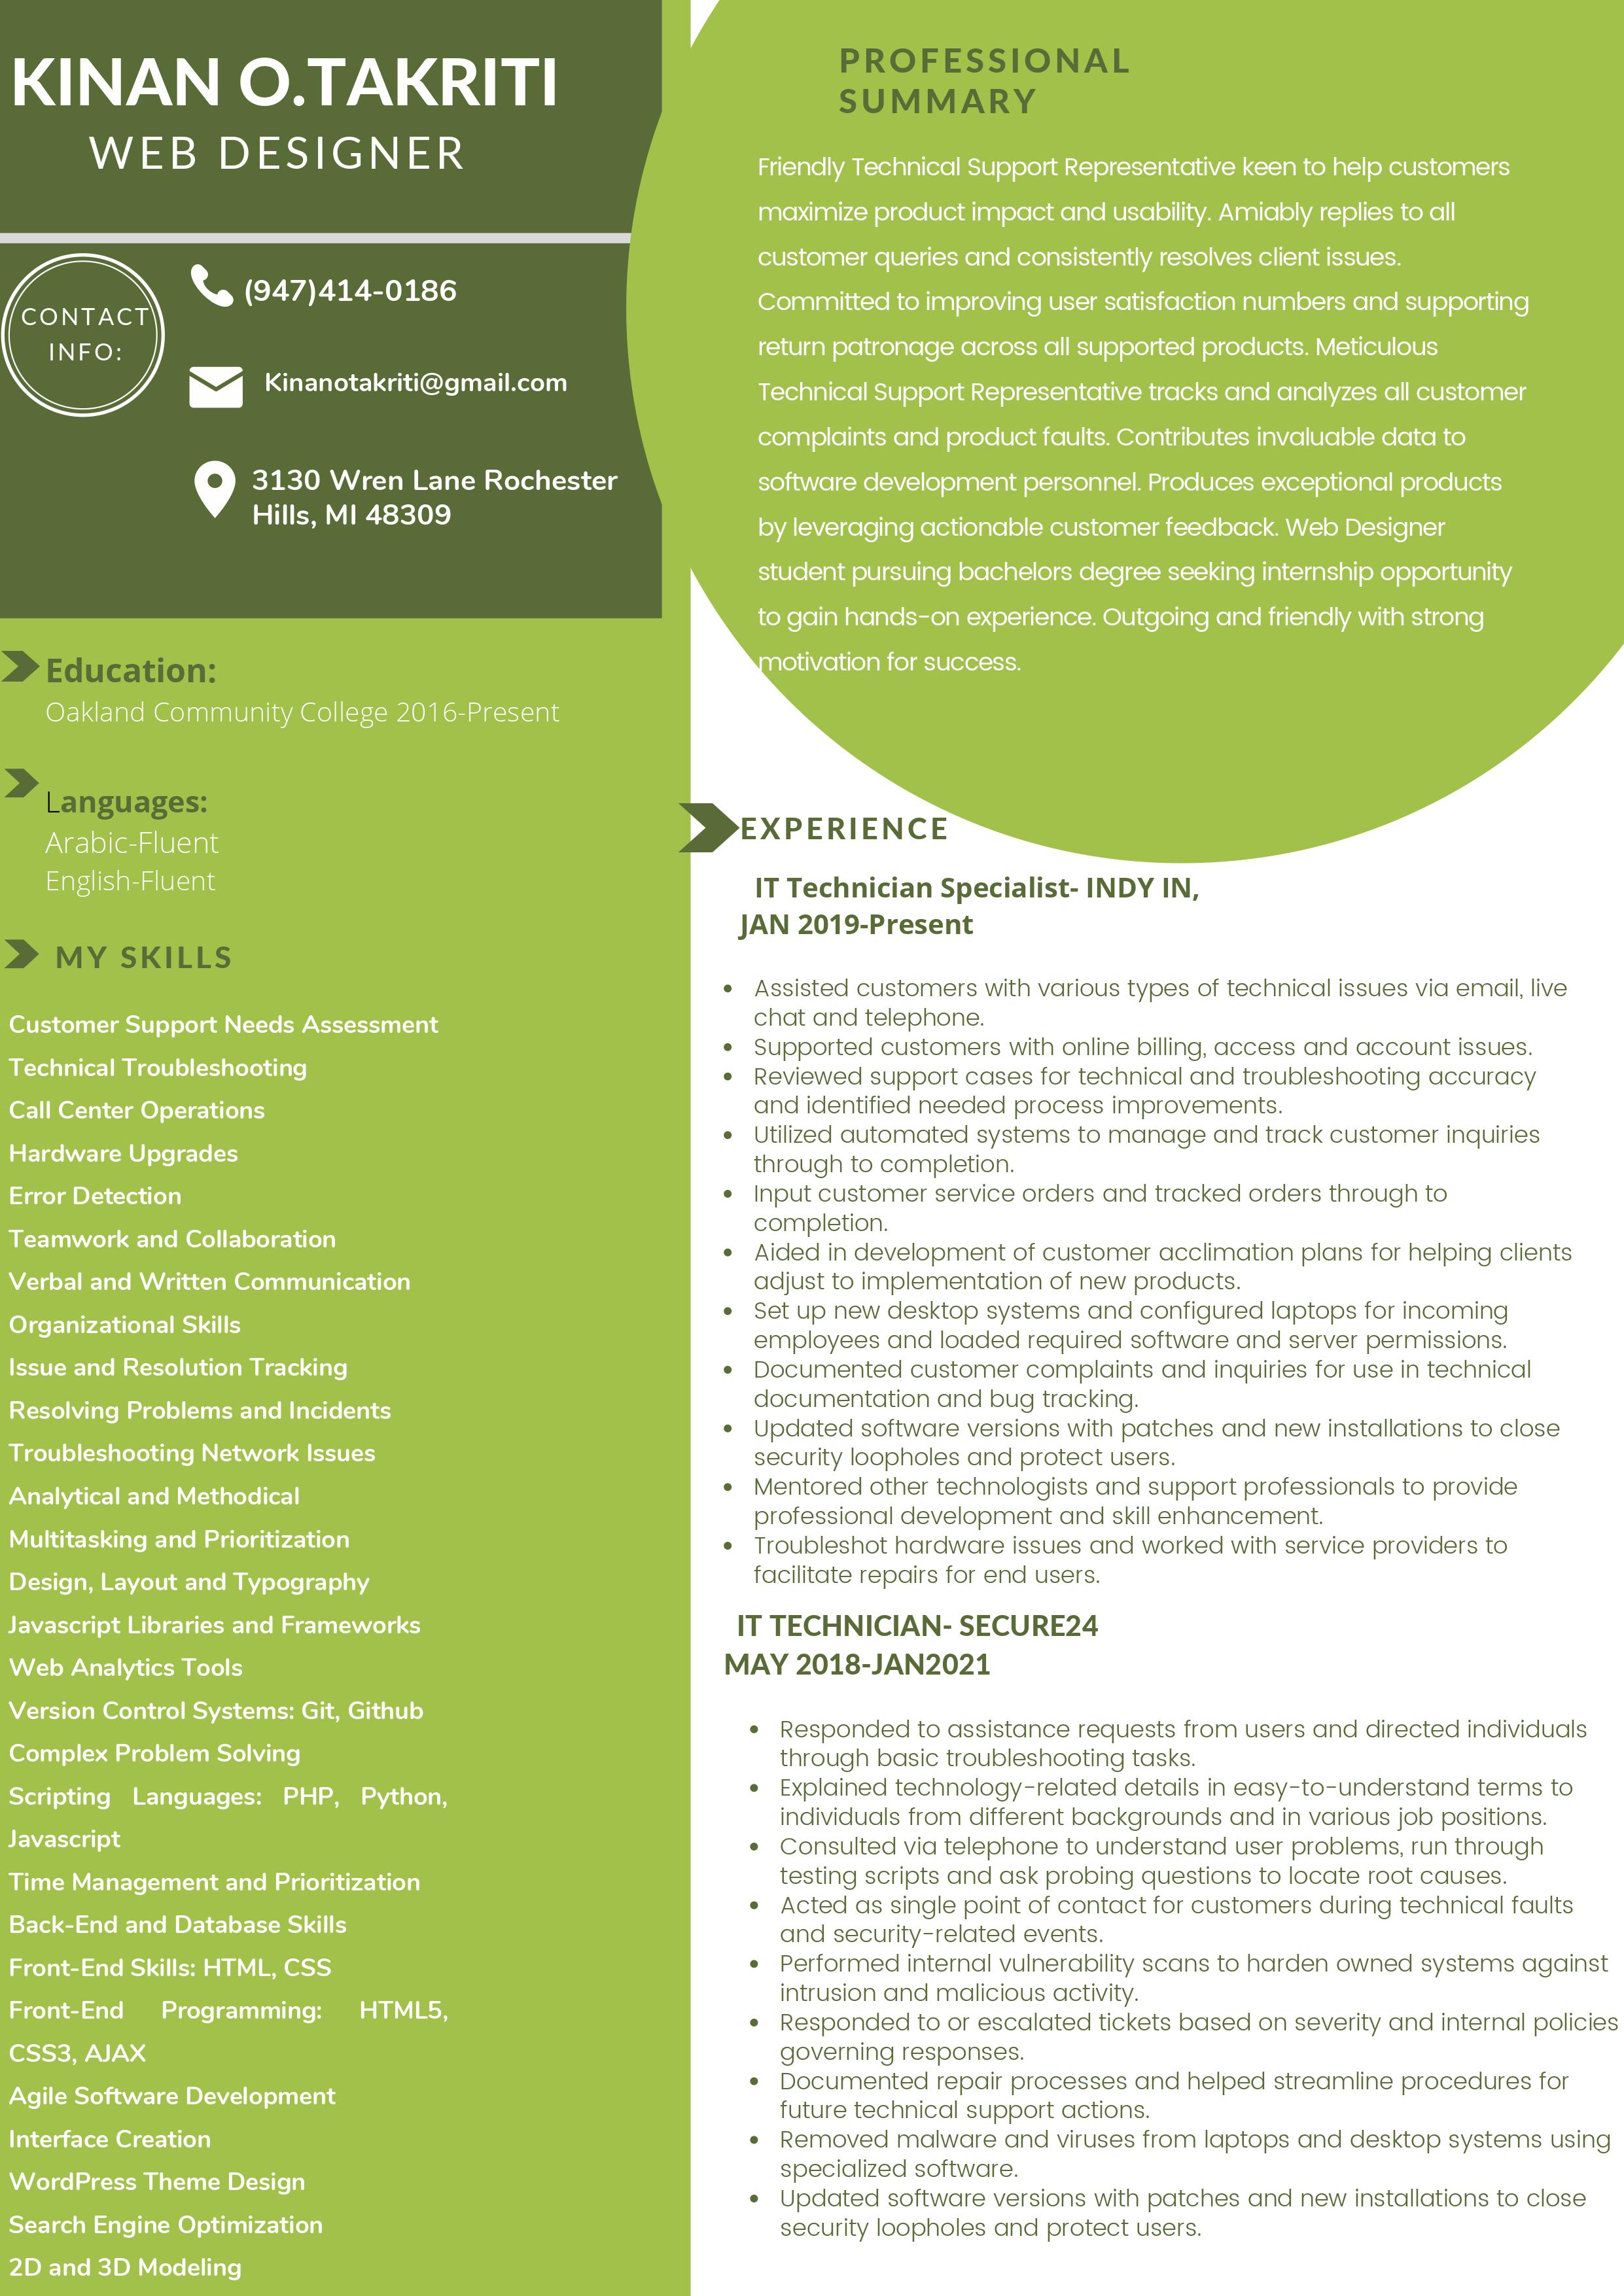 KINAN O.TAKRITI
WEB DESIGNER
CONTACT
INFO:
(947)414-0186
Kinanotakriti@gmail.com
3130 Wren Lane Rochester
Hills, MI 48309
Education:
Oakland Community College 2016-Present
Languages:
Arabic-Fluent
English-Fluent
MY SKILLS
Customer Support Needs Assessment
Technical Troubleshooting
Call Center Operations
Hardware Upgrades
Error Detection
Teamwork and Collaboration
Verbal and Written Communication
Organizational Skills
Issue and Resolution Tracking
Resolving Problems and Incidents
Troubleshooting Network Issues
Analytical and Methodical
Multitasking and Prioritization
Design, Layout and Typography
Javascript Libraries and Frameworks
Web Analytics Tools
Version Control Systems: Git, Github
Complex Problem Solving
Scripting Languages: PHP, Python,
Javascript
Time Management and Prioritization
Back-End and Database Skills
Front-End Skills: HTML, CSS
Front-End Programming: HTML5,
CSS3, AJAX
Agile Software Development
Interface Creation
WordPress Theme Design
Search Engine Optimization
2D and 3D Modeling
PROFESSIONAL
SUMMARY
Friendly Technical Support Representative keen to help customers
maximize product impact and usability. Amiably replies to all
customer queries and consistently resolves client issues.
Committed to improving user satisfaction numbers and supporting
return patronage across all supported products. Meticulous
Technical Support Representative tracks and analyzes all customer
complaints and product faults. Contributes invaluable data to
software development personnel. Produces exceptional products
by leveraging actionable customer feedback. Web Designer
student pursuing bachelors degree seeking internship opportunity
to gain hands-on experience. Outgoing and friendly with strong
motivation for success.
EXPERIENCE
IT Technician Specialist- INDY IN,
JAN 2019-Present
• Assisted customers with various types of technical issues via email, live
chat and telephone.
• Supported customers with online billing, access and account issues.
• Reviewed support cases for technical and troubleshooting accuracy
and identified needed process improvements.
• Utilized automated systems to manage and track customer inquiries
through to completion.
• Input customer service orders and tracked orders through to
completion.
• Aided in development of customer acclimation plans for helping clients
adjust to implementation of new products.
• Set up new desktop systems and configured laptops for incoming
employees and loaded required software and server permissions.
• Documented customer complaints and inquiries for use in technical
documentation and bug tracking.
• Updated software versions with patches and new installations to close
security loopholes and protect users.
• Mentored other technologists and support professionals to provide
professional development and skill enhancement.
• Troubleshot hardware issues and worked with service providers to
facilitate repairs for end users.
IT TECHNICIAN- SECURE24
MAY 2018-JAN2021
• Responded to assistance requests from users and directed individuals
through basic troubleshooting tasks.
• Explained technology-related details in easy-to-understand terms to
individuals from different backgrounds and in various job positions.
• Consulted via telephone to understand user problems, run through
testing scripts and ask probing questions to locate root causes.
• Acted as single point of contact for customers during technical faults
and security-related events.
• Performed internal vulnerability scans to harden owned systems against
intrusion and malicious activity.
• Responded to or escalated tickets based on severity and internal policies
governing responses.
• Documented repair processes and helped streamline procedures for
future technical support actions.
• Removed malware and viruses from laptops and desktop systems using
specialized software.
• Updated software versions with patches and new installations to close
security loopholes and protect users.